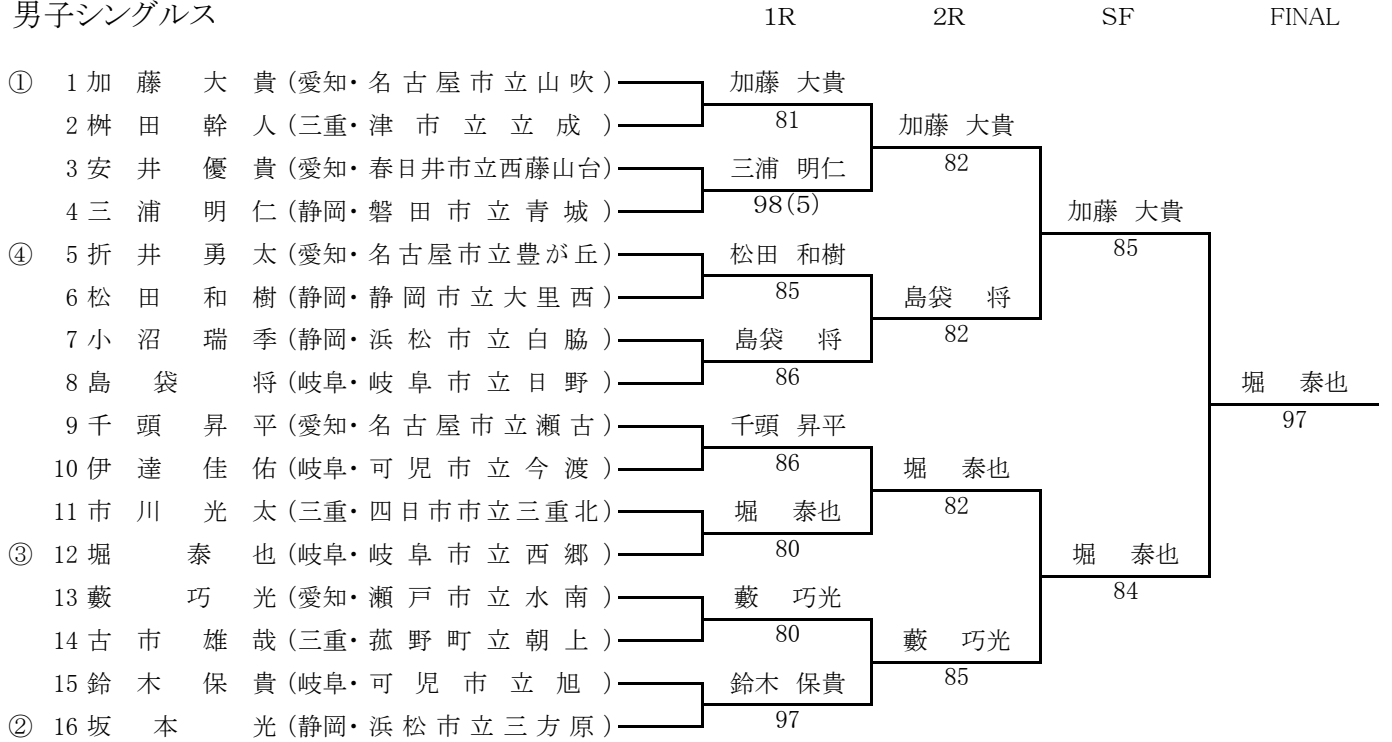 男子シングルス 1R 2R SF FINAL
① 1 加藤 大貴 (愛知・名古屋市立山吹) 加藤 大貴
81
2 桝田 幹人 (三重・津市立立成) 加藤 大貴
3 安井 優貴 (愛知・春日井市立西藤山台) 三浦 明仁 82
98(5)
4 三浦 明仁 (静岡・磐田市立青城) 加藤 大貴
④ 5 折井 勇太 (愛知・名古屋市立豊が丘) 松田 和樹 85
85
6 松田 和樹 (静岡・静岡市立大里西) 島袋 将
7 小沼 瑞季 (静岡・浜松市立白脇) 島袋 将 82
86
8 島袋 将 (岐阜・岐阜市立日野) 堀 泰也
9 千頭 昇平 (愛知・名古屋市立瀬古) 千頭 昇平 97
86
10 伊達 佳佑 (岐阜・可児市立今渡) 堀 泰也
11 市川 光太 (三重・四日市市立三重北) 堀 泰也 82
80
③ 12 堀 泰也 (岐阜・岐阜市立西郷) 堀 泰也
13 藪 巧光 (愛知・瀬戸市立水南) 藪 巧光 84
80
14 古市 雄哉 (三重・菰野町立朝上) 藪 巧光
15 鈴木 保貴 (岐阜・可児市立旭) 鈴木 保貴 85
97
② 16 坂本 光 (静岡・浜松市立三方原)